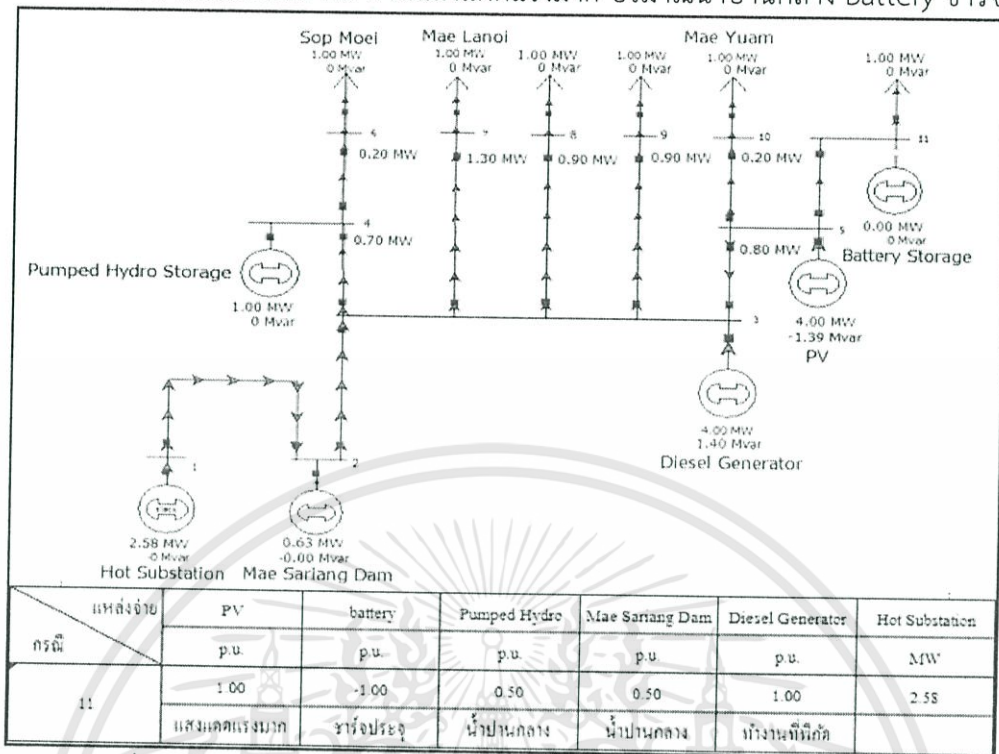 Battery ชาร์จ
Sop Moei
1.00 MW
0 Mvar
Mae Lanoi
1.00 MW
0 Mvar
1.00 MW
0 Mvar
1.00 MW
0 Mvar
Mae Yuam
1.00 MW
0 Mvar
1.00 MW
0 Mvar
6
7
8
9
10
11
0.20 MW
1.30 MW
0.90 MW
0.90 MW
0.20 MW
4
0.70 MW
5
0.80 MW
0.00 MW
0 Mvar
Battery Storage
Pumped Hydro Storage
1.00 MW
0 Mvar
4.00 MW
-1.39 Mvar
PV
3
4.00 MW
1.40 Mvar
Diesel Generator
1
2
2.58 MW
-0 Mvar
Hot Substation
0.63 MW
-0.00 Mvar
Mae Sariang Dam
แหล่งจ่าย PV battery Pumped Hydro Mae Sariang Dam Diesel Generator Hot Substation
กรณี p.u. p.u. p.u. p.u. p.u. MW
11 1.00 -1.00 0.50 0.50 1.00 2.58
แสงแดดแรงมาก ชาร์จประจุ น้ำปานกลาง น้ำปานกลาง ทำงานที่พิกัด